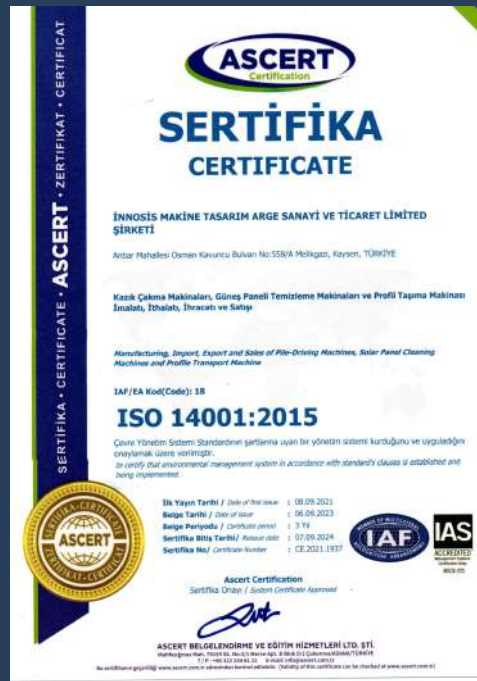 ASCERT
Certification
SERTİFİKA
CERTIFICATE
SERTİFİKA • CERTIFICATE • ASCERT • ZERTIFIKAT • CERTIFICAT
İNNOSİS MAKİNE TASARIM ARGE SANAYİ VE TİCARET LİMİTED
ŞİRKETİ
Anbar Mahallesi Osman Kavuncu Bulvarı No:558/A Melikgazi, Kayseri, TÜRKİYE
Kazık Çakma Makinaları, Güneş Paneli Temizleme Makinaları ve Profil Taşıma Makinası
İmalatı, İthalatı, İhracatı ve Satışı
Manufacturing, Import, Export and Sales of Pile-Driving Machines, Solar Panel Cleaning
Machines and Profile Transport Machine
IAF/EA Kod(Code): 18
ISO 14001:2015
Çevre Yönetim Sistemi Standardının şartlarına uyan bir yönetim sistemi kurduğunu ve uyguladığını
onaylamak üzere verilmiştir.
to certify that environmental management system in accordance with standard's clauses is established and
being implemented.
İlk Yayın Tarihi / Date of first issue : 08.09.2021
Belge Tarihi / Date of issue : 06.09.2023
Belge Periyodu / Certificate period : 3 Yıl
Sertifika Bitiş Tarihi / Reissue date : 07.09.2024
Sertifika No/ Certificate Number : CE.2021.1937
ASCERT
MEMBER OF MULTILATERAL
IAF
RECOGNITION ARRANGEMENT
IAS
ACCREDITED
Ascert Certification
Sertifika Onayı / System Certificate Approved
ASCERT BELGELENDİRME VE EĞİTİM HİZMETLERİ LTD. ŞTİ.